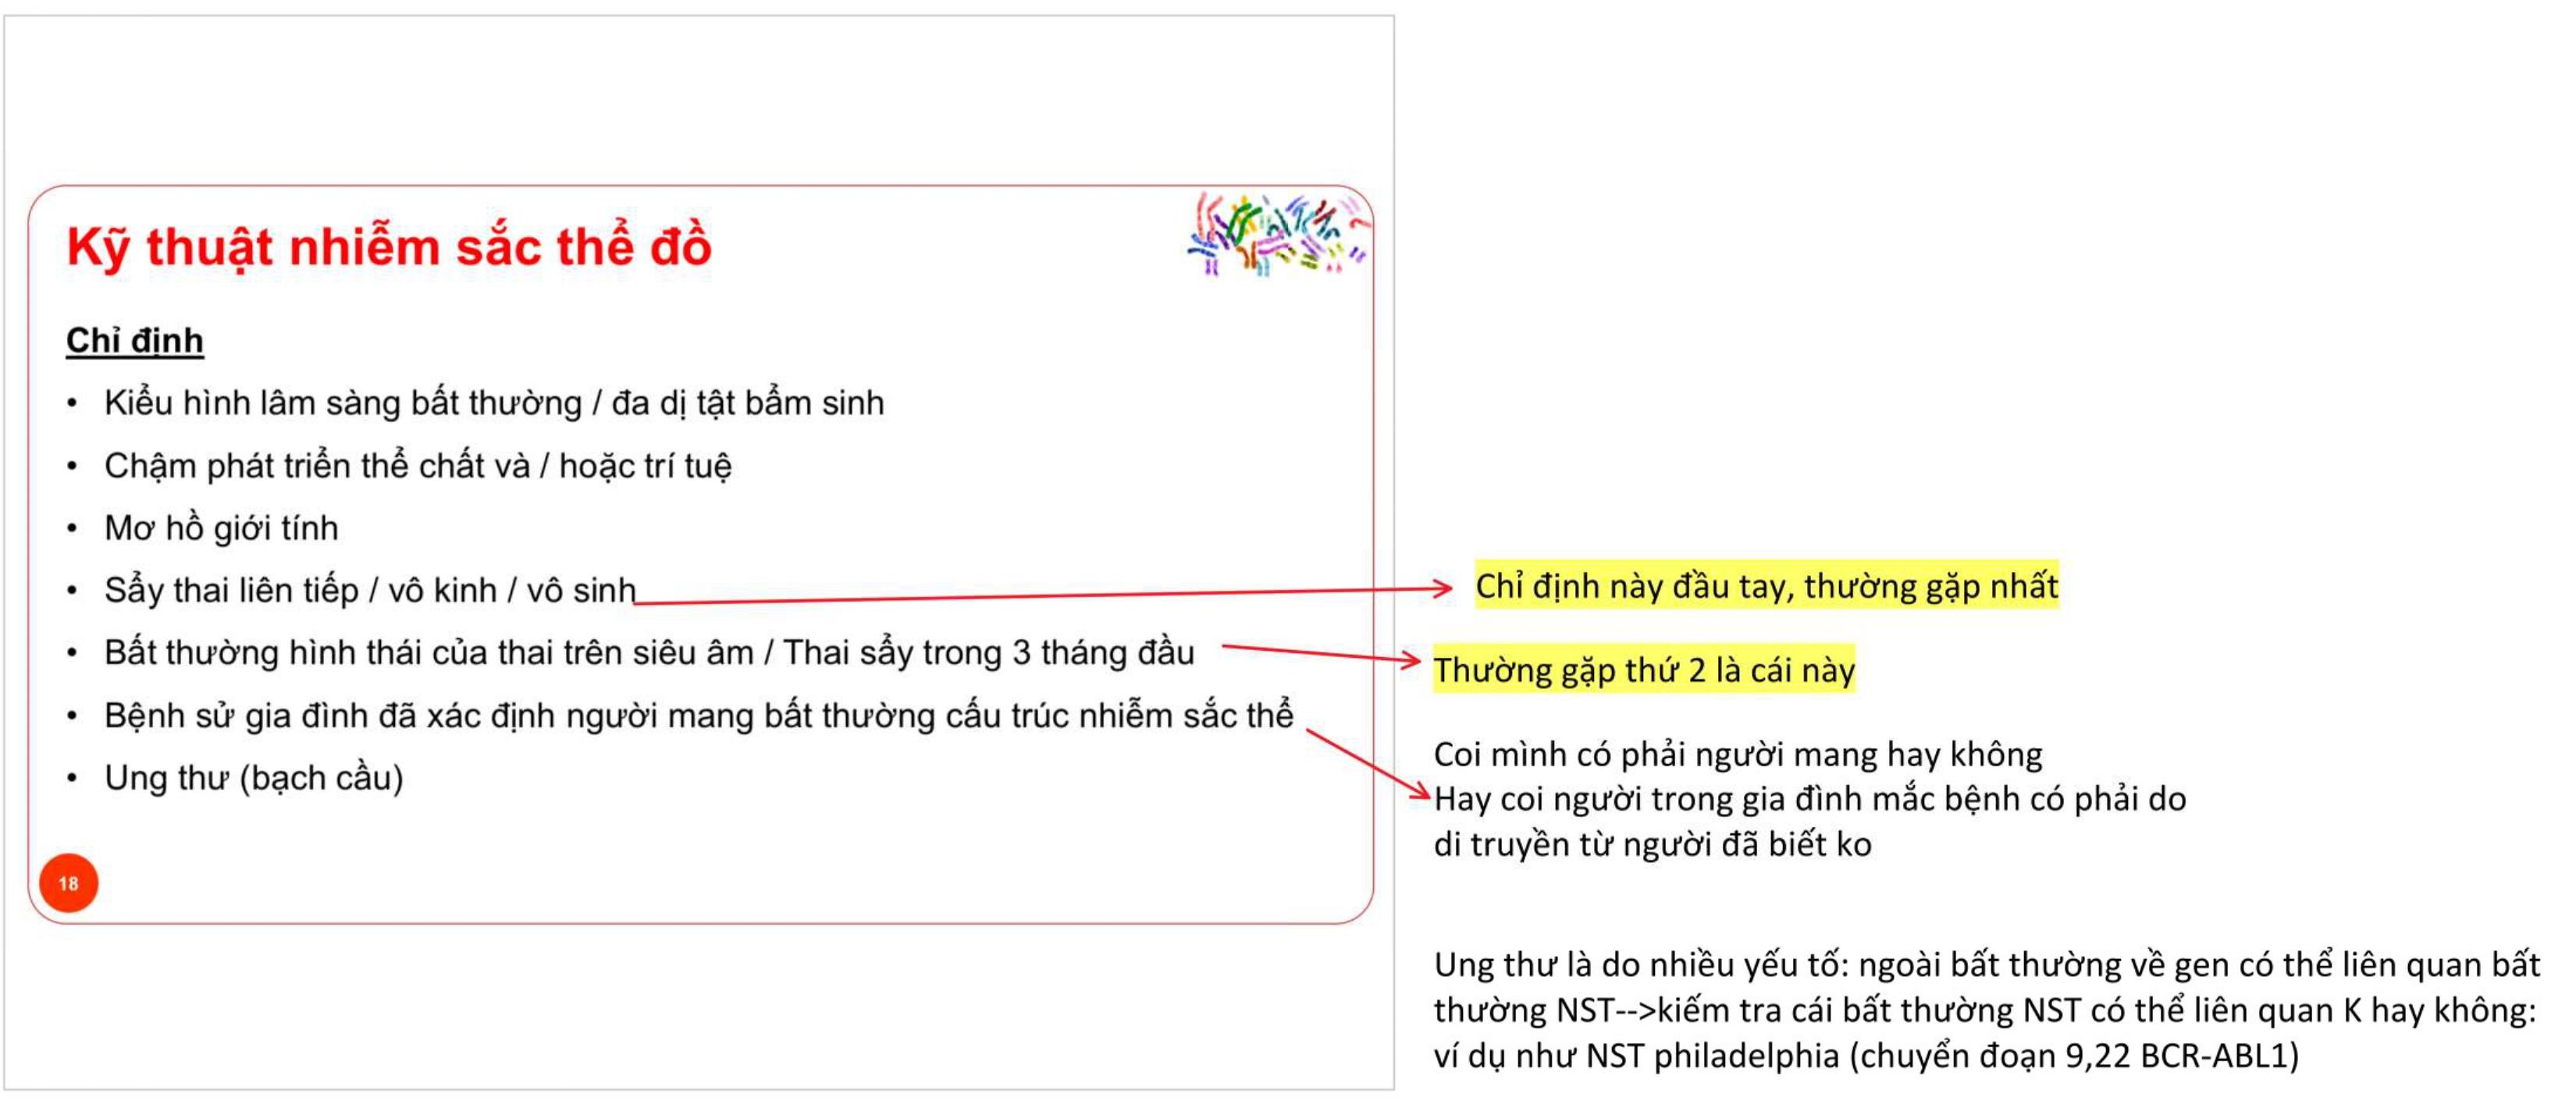 Kỹ thuật nhiễm sắc thể đồ
Chỉ định
• Kiểu hình lâm sàng bất thường / đa dị tật bẩm sinh
• Chậm phát triển thể chất và / hoặc trí tuệ
• Mơ hồ giới tính
• Sẩy thai liên tiếp / vô kinh / vô sinh
• Bất thường hình thái của thai trên siêu âm / Thai sẩy trong 3 tháng đầu
• Bệnh sử gia đình đã xác định người mang bất thường cấu trúc nhiễm sắc thể
• Ung thư (bạch cầu)
18
Chỉ định này đầu tay, thường gặp nhất
Thường gặp thứ 2 là cái này
Coi mình có phải người mang hay không
Hay coi người trong gia đình mắc bệnh có phải do
di truyền từ người đã biết ko
Ung thư là do nhiều yếu tố: ngoài bất thường về gen có thể liên quan bất
thường NST-->kiếm tra cái bất thường NST có thể liên quan K hay không:
ví dụ như NST philadelphia (chuyển đoạn 9,22 BCR-ABL1)